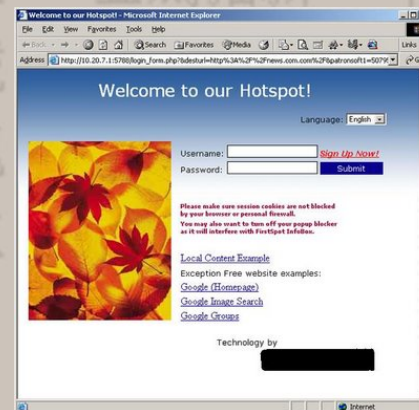 Welcome to our Hotspot! - Microsoft Internet Explorer
File Edit View Favorites Tools Help
Back Search Favorites Media Links
Address http://10.20.7.1:5788/login_form.php?&desturl=http%3A%2F%2Fnews.com.com%2F&patronsoft1=5079
Welcome to our Hotspot!
Language: English
Username: Sign Up Now!
Password: Submit
Please make sure session cookies are not blocked
by your browser or personal firewall.
You may also want to turn off your popup blocker
as it will interfere with FirstSpot InfoBox.
Local Content Example
Exception Free website examples:
Google (Homepage)
Google Image Search
Google Groups
Technology by
Internet